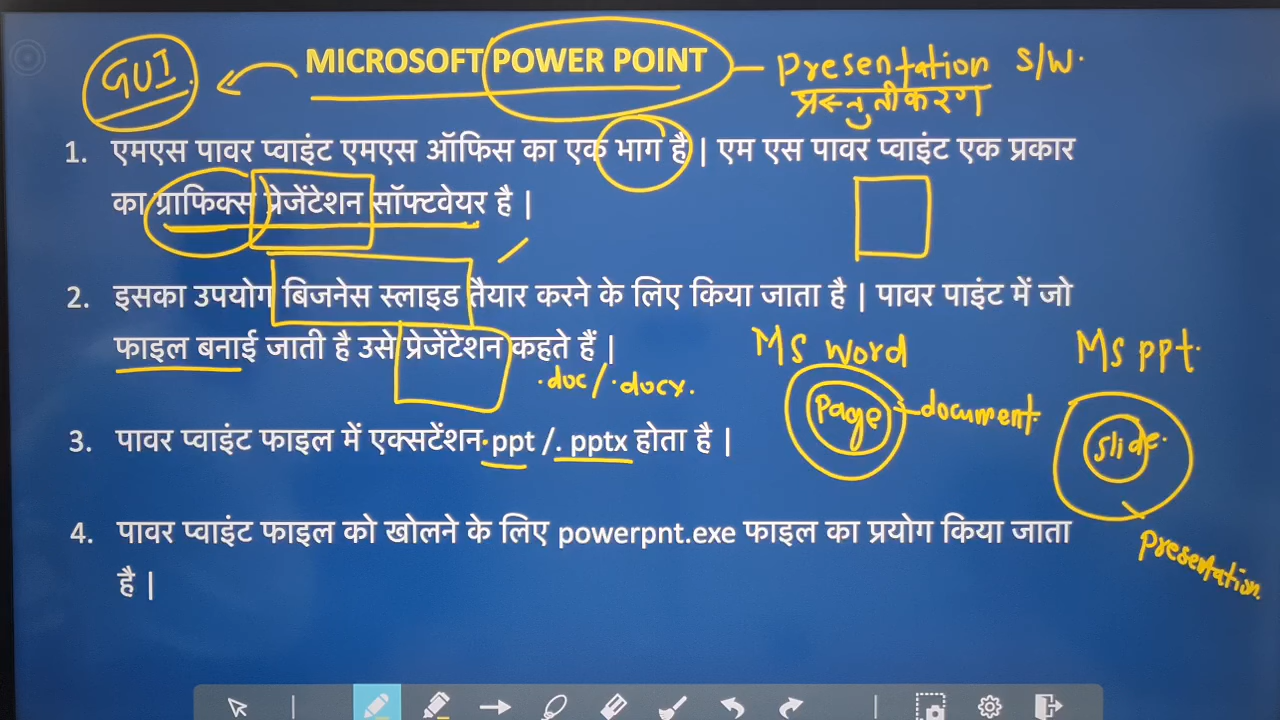 GUI
MICROSOFT POWER POINT
Presentation S/W.
प्रस्तुतीकरण
1. एमएस पावर प्वाइंट एमएस ऑफिस का एक भाग है | एम एस पावर प्वाइंट एक प्रकार
का ग्राफिक्स प्रेजेंटेशन सॉफ्टवेयर है |
2. इसका उपयोग बिजनेस स्लाइड तैयार करने के लिए किया जाता है | पावर पाइंट में जो
फाइल बनाई जाती है उसे प्रेजेंटेशन कहते हैं |
MS Word
MS ppt.
.doc/.docx.
Page
document.
Slide.
Presentation.
3. पावर प्वाइंट फाइल में एक्सटेंशन.ppt /. pptx होता है |
4. पावर प्वाइंट फाइल को खोलने के लिए powerpnt.exe फाइल का प्रयोग किया जाता
है |